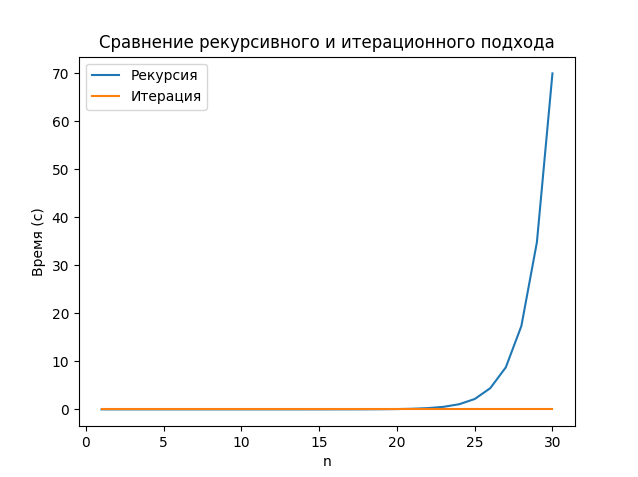 Сравнение рекурсивного и итерационного подхода
Рекурсия
Итерация
70
60
50
40
30
20
10
0
Время (с)
0 5 10 15 20 25 30
n